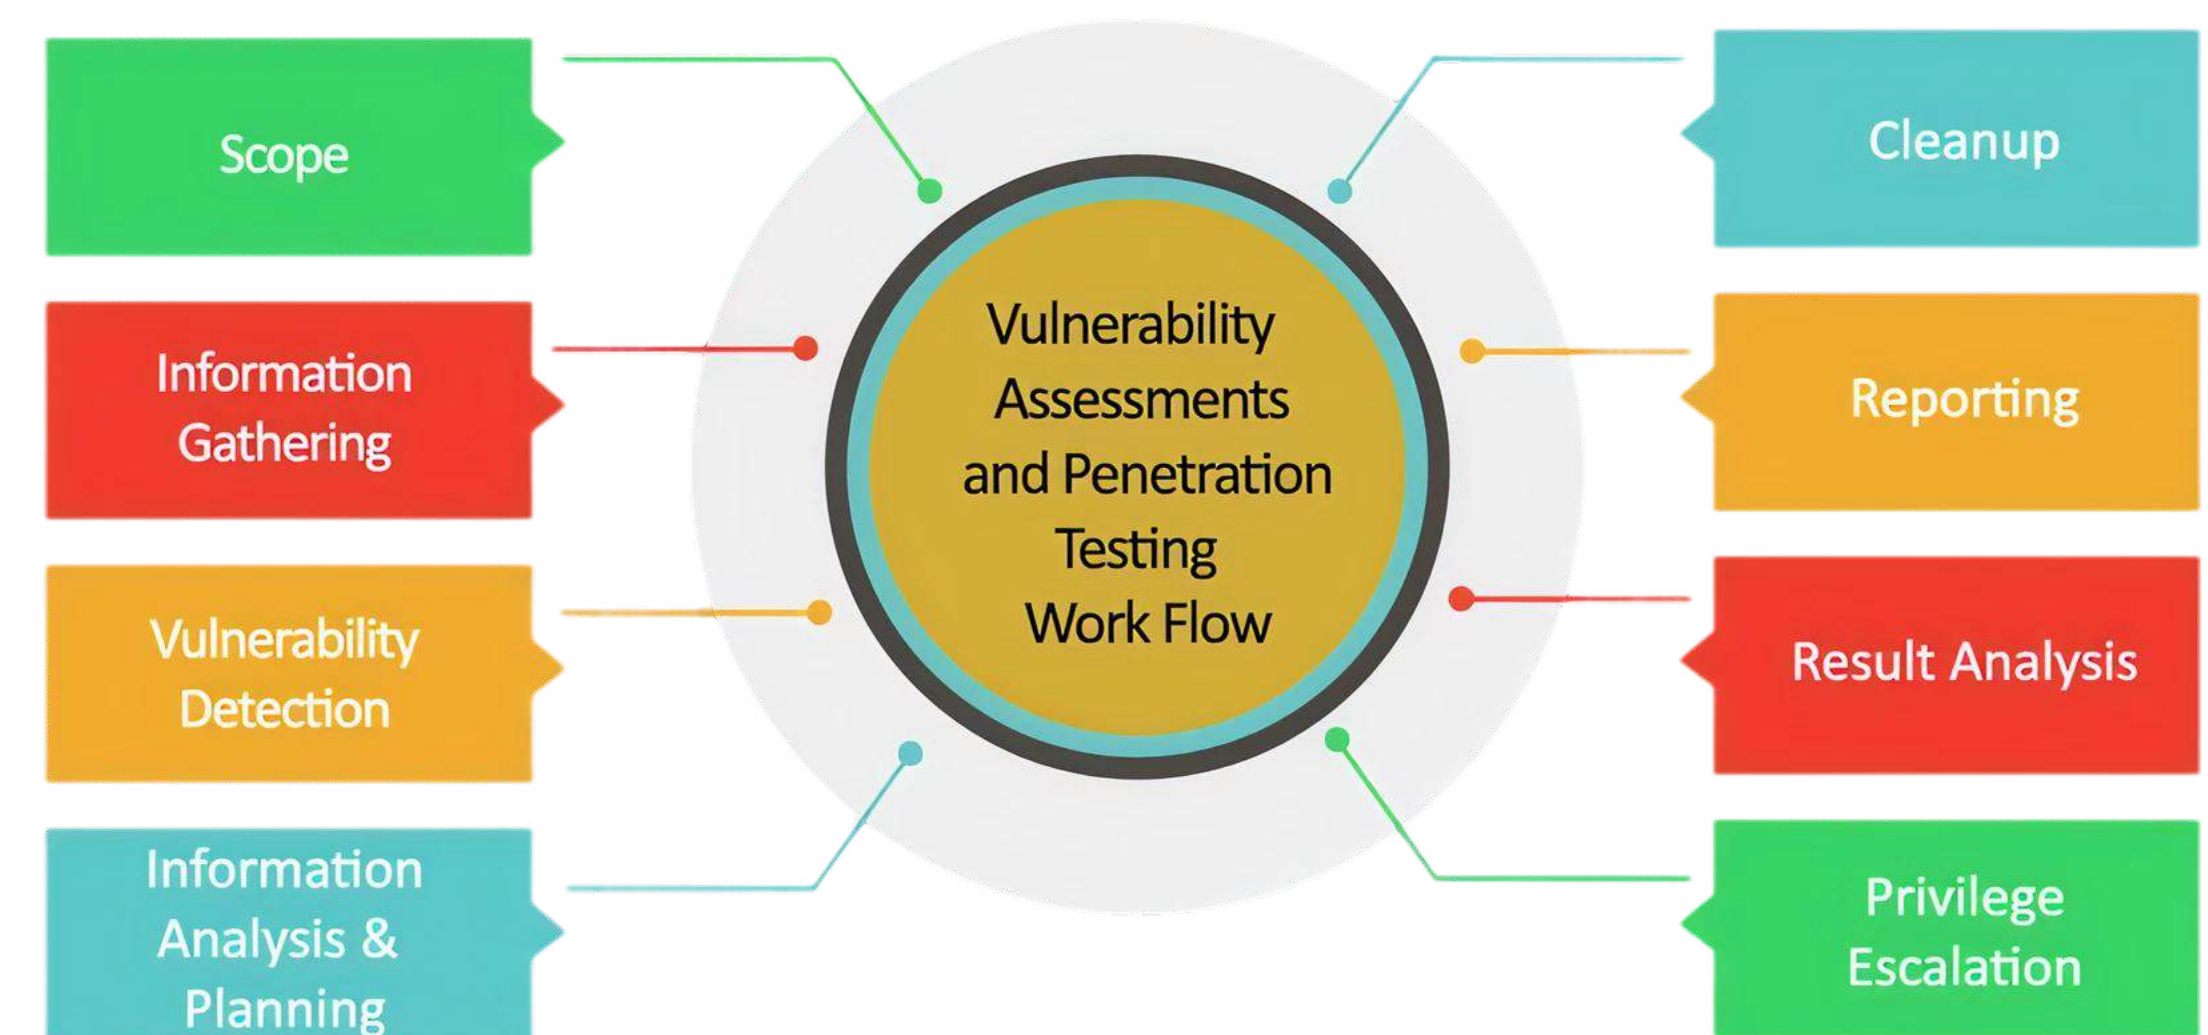 Scope
Information
Gathering
Vulnerability
Detection
Information
Analysis &
Planning
Vulnerability
Assessments
and Penetration
Testing
Work Flow
Cleanup
Reporting
Result Analysis
Privilege
Escalation